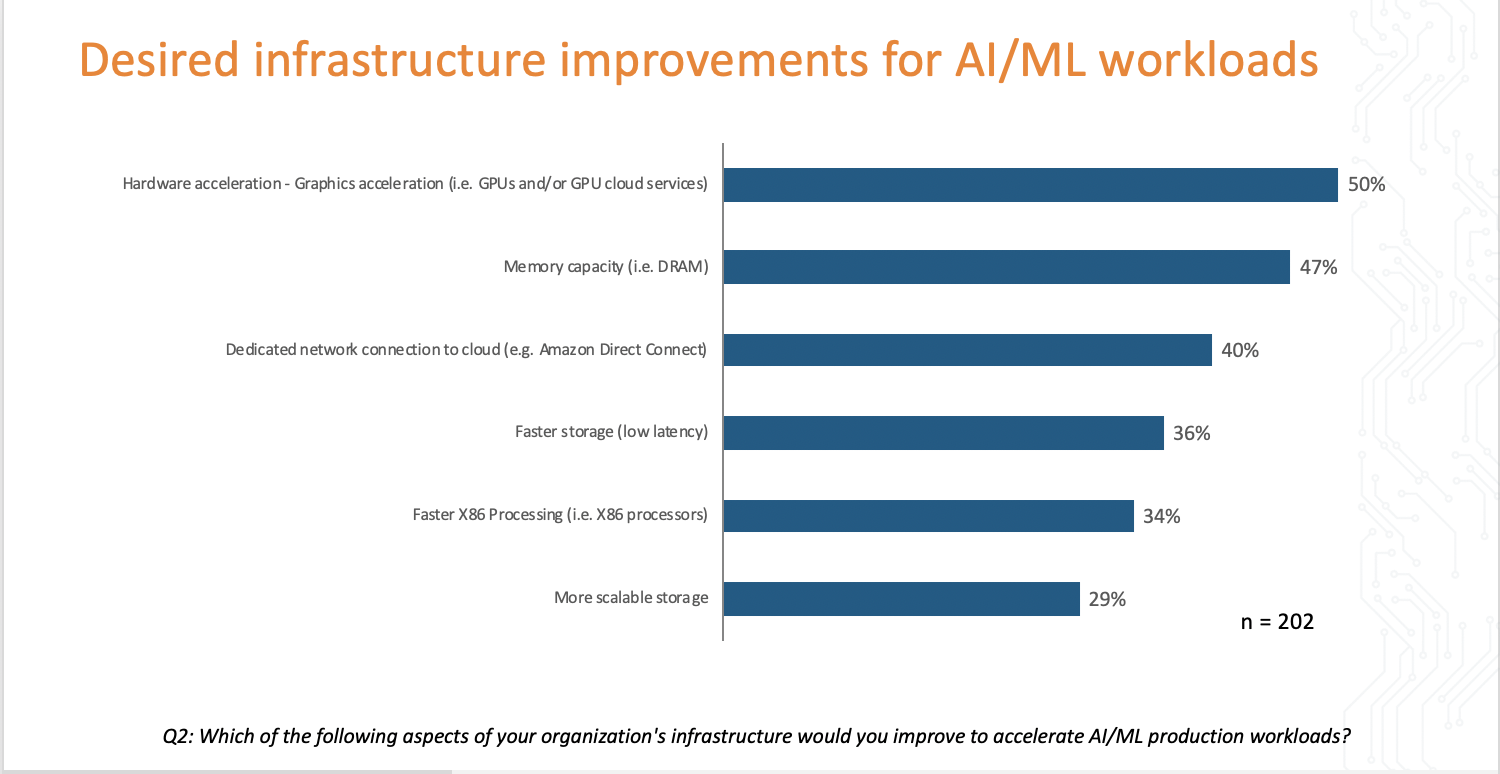 Desired infrastructure improvements for AI/ML workloads
Hardware acceleration - Graphics acceleration (i.e. GPUs and/or GPU cloud services)
50%
Memory capacity (i.e. DRAM)
47%
Dedicated network connection to cloud (e.g. Amazon Direct Connect)
40%
Faster storage (low latency)
36%
Faster X86 Processing (i.e. X86 processors)
34%
More scalable storage
29%
n = 202
Q2: Which of the following aspects of your organization's infrastructure would you improve to accelerate AI/ML production workloads?